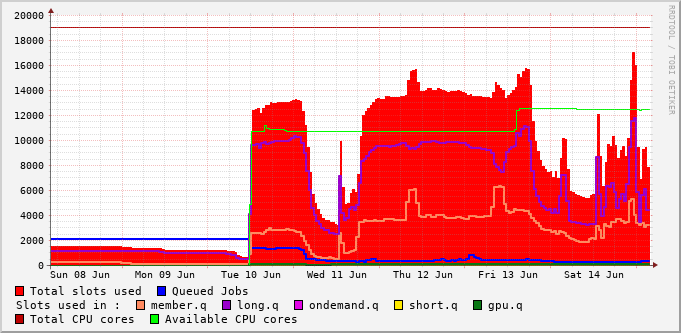 RRDTOOL / TOBI OETIKER
20000
18000
16000
14000
12000
10000
8000
6000
4000
2000
0
Sun 08 Jun Mon 09 Jun Tue 10 Jun Wed 11 Jun Thu 12 Jun Fri 13 Jun Sat 14 Jun
Total slots used Queued Jobs
Slots used in : member.q long.q ondemand.q short.q gpu.q
Total CPU cores Available CPU cores